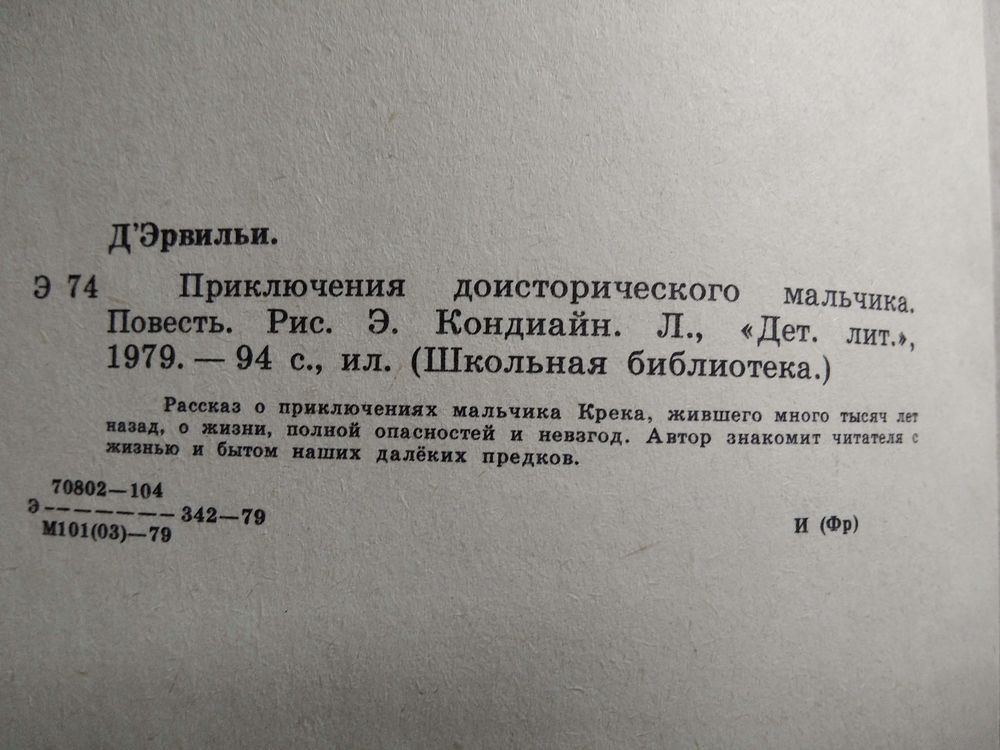 Д'Эрвильи.
Э 74 Приключения доисторического мальчика.
Повесть. Рис. Э. Кондиайн. Л., «Дет. лит.»,
1979. — 94 с., ил. (Школьная библиотека.)
Рассказ о приключениях мальчика Крека, жившего много тысяч лет
назад, о жизни, полной опасностей и невзгод. Автор знакомит читателя с
жизнью и бытом наших далёких предков.
70802—104
Э ——————— 342—79
М101(03)—79
И (Фр)